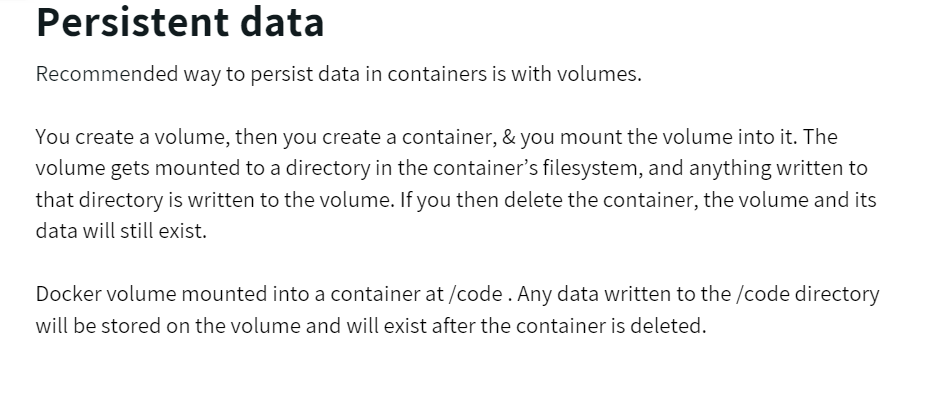 Persistent data
Recommended way to persist data in containers is with volumes.
You create a volume, then you create a container, & you mount the volume into it. The
volume gets mounted to a directory in the container’s filesystem, and anything written to
that directory is written to the volume. If you then delete the container, the volume and its
data will still exist.
Docker volume mounted into a container at /code . Any data written to the /code directory
will be stored on the volume and will exist after the container is deleted.